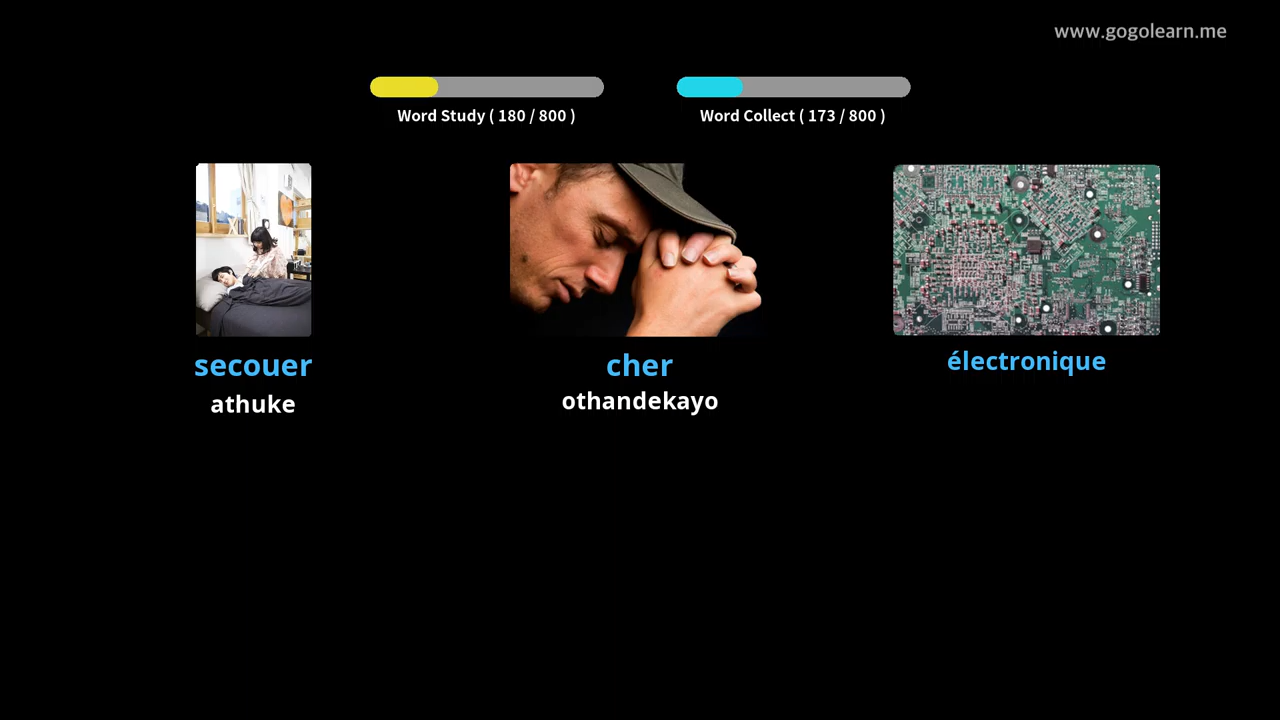 www.gogolearn.me
Word Study ( 180 / 800 )
Word Collect ( 173 / 800 )
secouer
athuke
cher
othandekayo
électronique